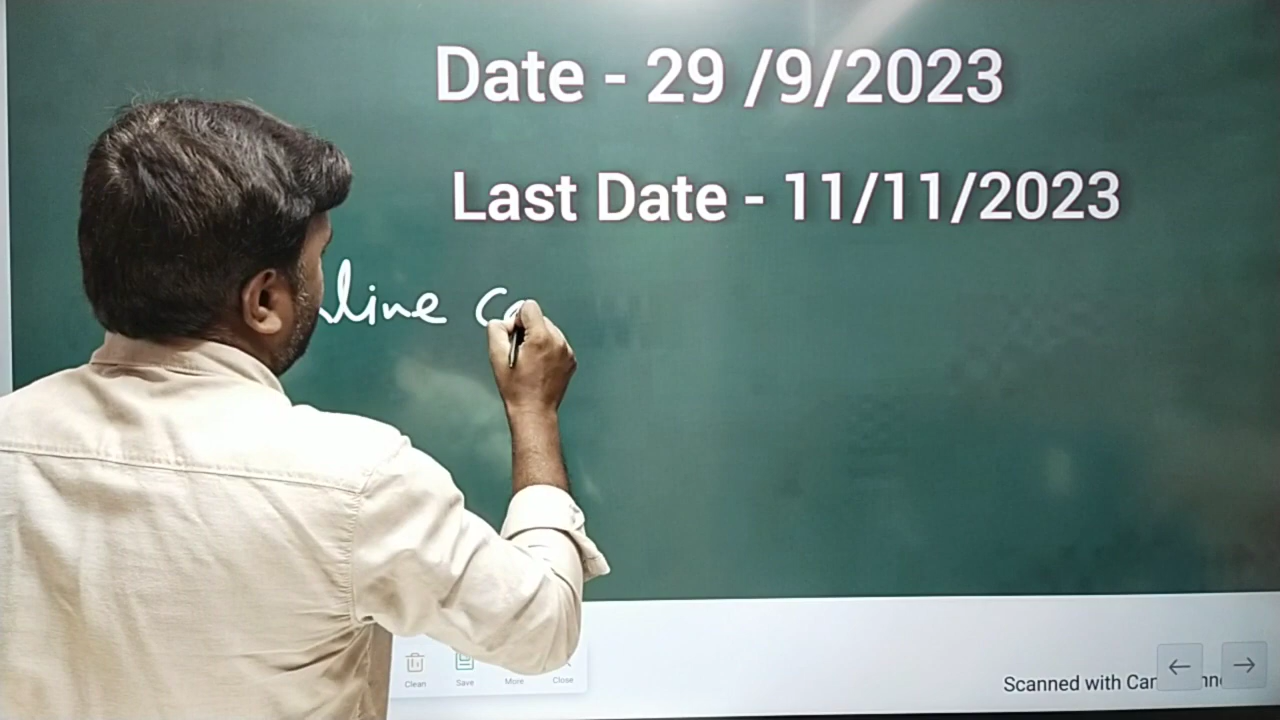 Date - 29 /9/2023
Last Date - 11/11/2023
line
Clean Save More Close
Scanned with